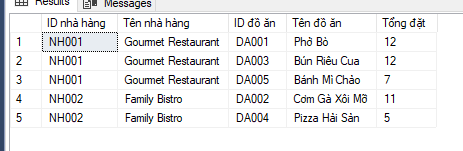 Results Messages
ID nhà hàng Tên nhà hàng ID đồ ăn Tên đồ ăn Tổng đặt
1 NH001 Gourmet Restaurant DA001 Phở Bò 12
2 NH001 Gourmet Restaurant DA003 Bún Riêu Cua 12
3 NH001 Gourmet Restaurant DA005 Bánh Mì Chảo 7
4 NH002 Family Bistro DA002 Cơm Gà Xối Mỡ 11
5 NH002 Family Bistro DA004 Pizza Hải Sản 5